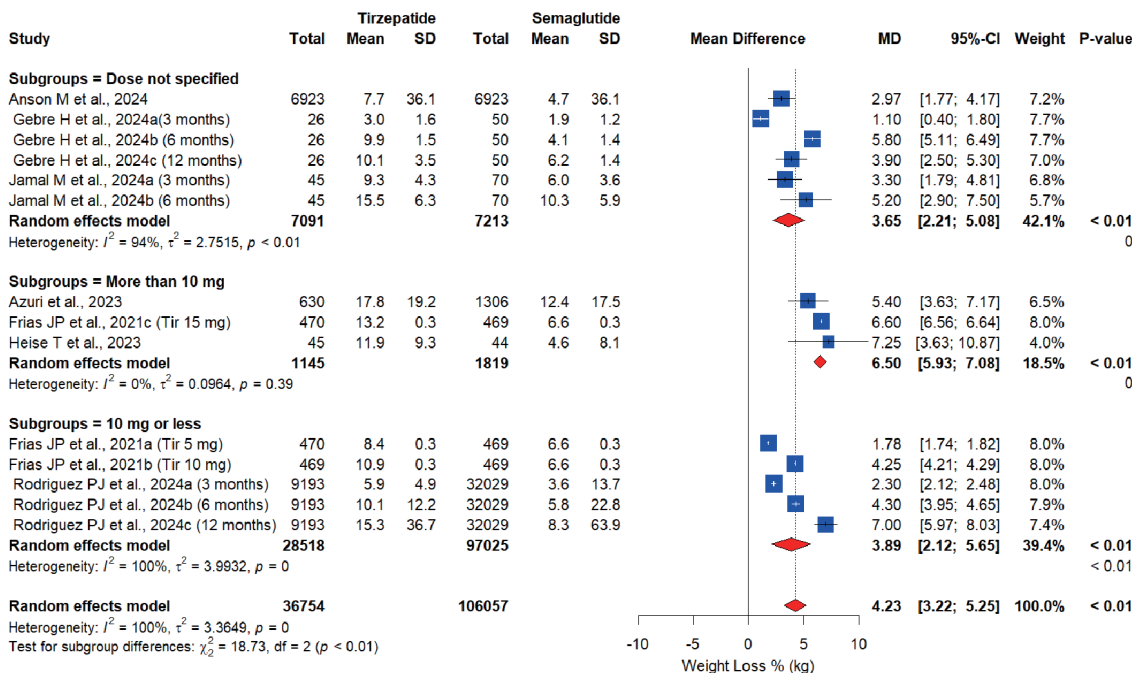 Tirzepatide Semaglutide
Study Total Mean SD Total Mean SD Mean Difference MD 95%-CI Weight P-value
Subgroups = Dose not specified
Anson M et al., 2024 6923 7.7 36.1 6923 4.7 36.1 2.97 [1.77; 4.17] 7.2%
Gebre H et al., 2024a(3 months) 26 3.0 1.6 50 1.9 1.2 1.10 [0.40; 1.80] 7.7%
Gebre H et al., 2024b (6 months) 26 9.9 1.5 50 4.1 1.4 5.80 [5.11; 6.49] 7.7%
Gebre H et al., 2024c (12 months) 26 10.1 3.5 50 6.2 1.4 3.90 [2.50; 5.30] 7.0%
Jamal M et al., 2024a (3 months) 45 9.3 4.3 70 6.0 3.6 3.30 [1.79; 4.81] 6.8%
Jamal M et al., 2024b (6 months) 45 15.5 6.3 70 10.3 5.9 5.20 [2.90; 7.50] 5.7%
Random effects model 7091 7213 3.65 [2.21; 5.08] 42.1% < 0.01
Heterogeneity: I² = 94%, τ² = 2.7515, p < 0.01 0
Subgroups = More than 10 mg
Azuri et al., 2023 630 17.8 19.2 1306 12.4 17.5 5.40 [3.63; 7.17] 6.5%
Frias JP et al., 2021c (Tir 15 mg) 470 13.2 0.3 469 6.6 0.3 6.60 [6.56; 6.64] 8.0%
Heise T et al., 2023 45 11.9 9.3 44 4.6 8.1 7.25 [3.63; 10.87] 4.0%
Random effects model 1145 1819 6.50 [5.93; 7.08] 18.5% < 0.01
Heterogeneity: I² = 0%, τ² = 0.0964, p = 0.39 0
Subgroups = 10 mg or less
Frias JP et al., 2021a (Tir 5 mg) 470 8.4 0.3 469 6.6 0.3 1.78 [1.74; 1.82] 8.0%
Frias JP et al., 2021b (Tir 10 mg) 469 10.9 0.3 469 6.6 0.3 4.25 [4.21; 4.29] 8.0%
Rodriguez PJ et al., 2024a (3 months) 9193 5.9 4.9 32029 3.6 13.7 2.30 [2.12; 2.48] 8.0%
Rodriguez PJ et al., 2024b (6 months) 9193 10.1 12.2 32029 5.8 22.8 4.30 [3.95; 4.65] 7.9%
Rodriguez PJ et al., 2024c (12 months) 9193 15.3 36.7 32029 8.3 63.9 7.00 [5.97; 8.03] 7.4%
Random effects model 28518 97025 3.89 [2.12; 5.65] 39.4% < 0.01
Heterogeneity: I² = 100%, τ² = 3.9932, p = 0 < 0.01
Random effects model 36754 106057 4.23 [3.22; 5.25] 100.0% < 0.01
Heterogeneity: I² = 100%, τ² = 3.3649, p = 0
Test for subgroup differences: χ²₂ = 18.73, df = 2 (p < 0.01)
-10 -5 0 5 10
Weight Loss % (kg)